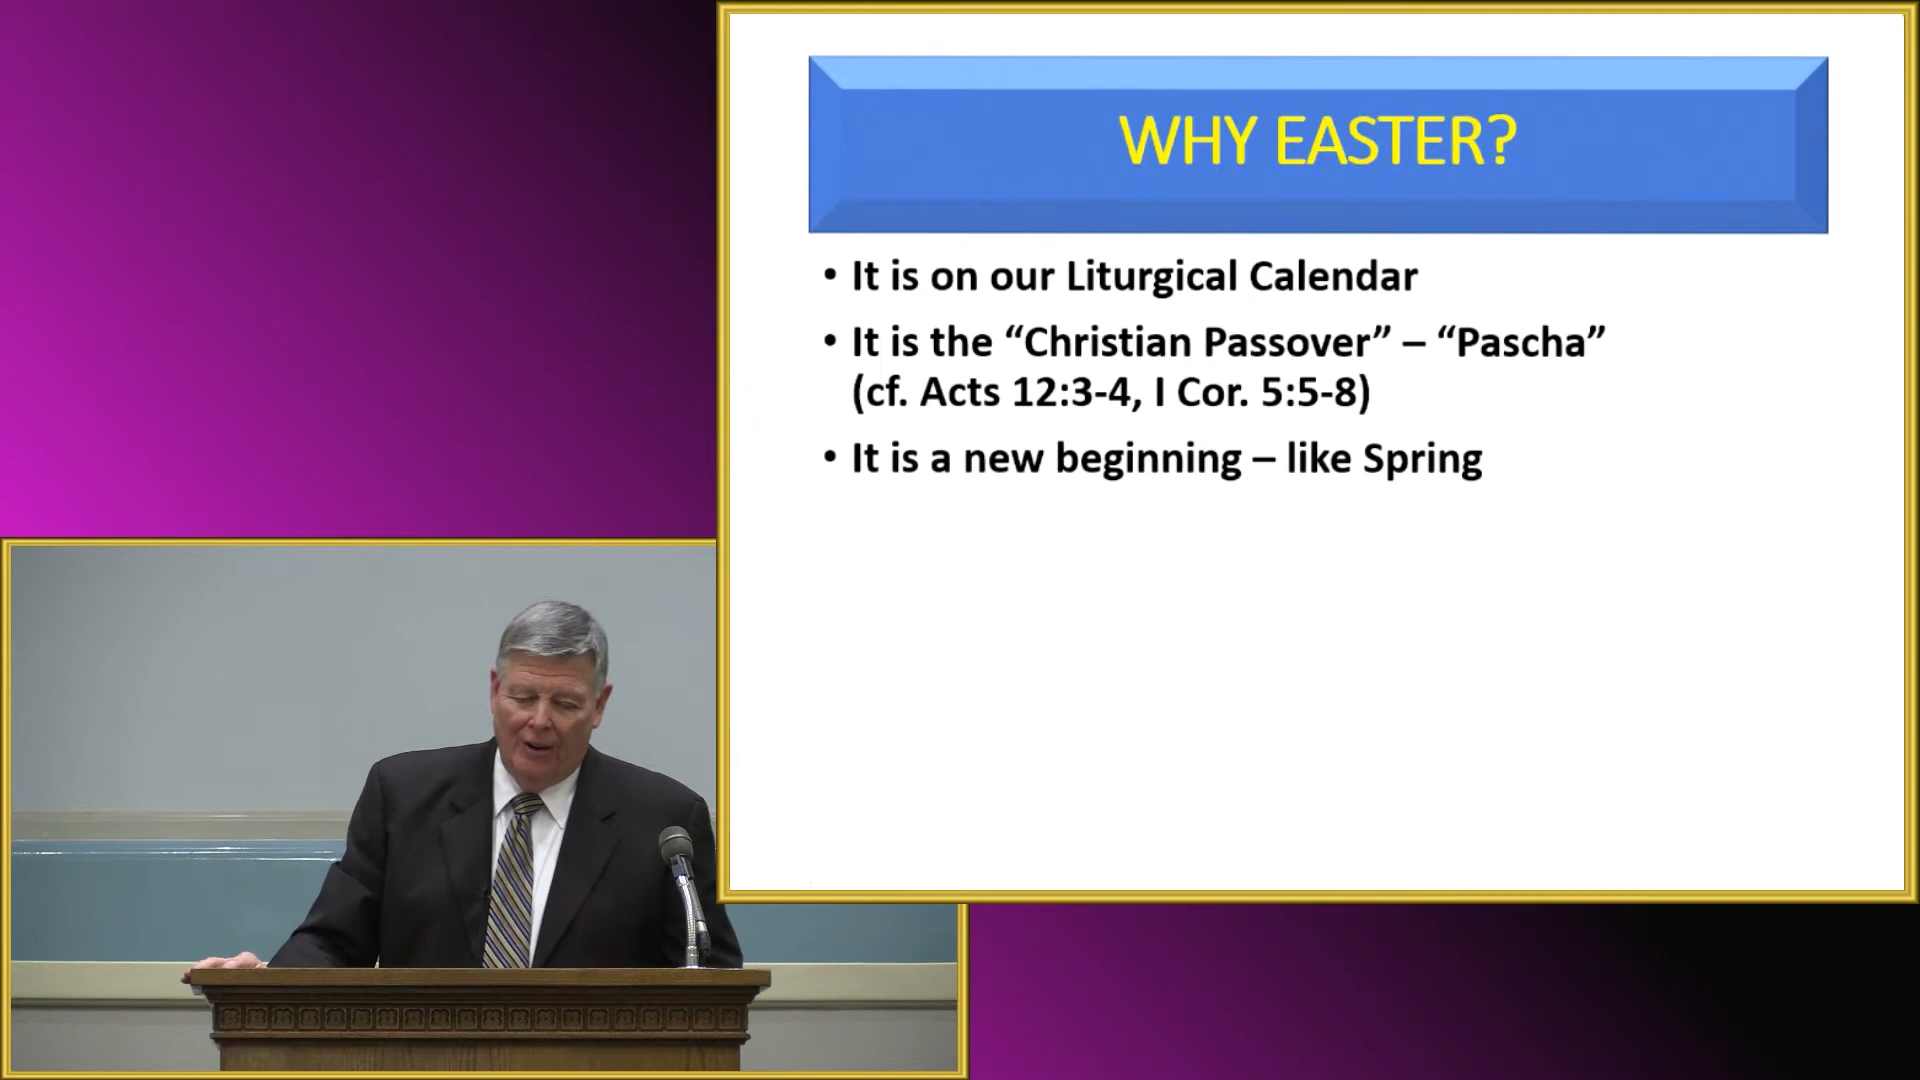 WHY EASTER?
• It is on our Liturgical Calendar
• It is the “Christian Passover” – “Pascha”
(cf. Acts 12:3-4, I Cor. 5:5-8)
• It is a new beginning – like Spring